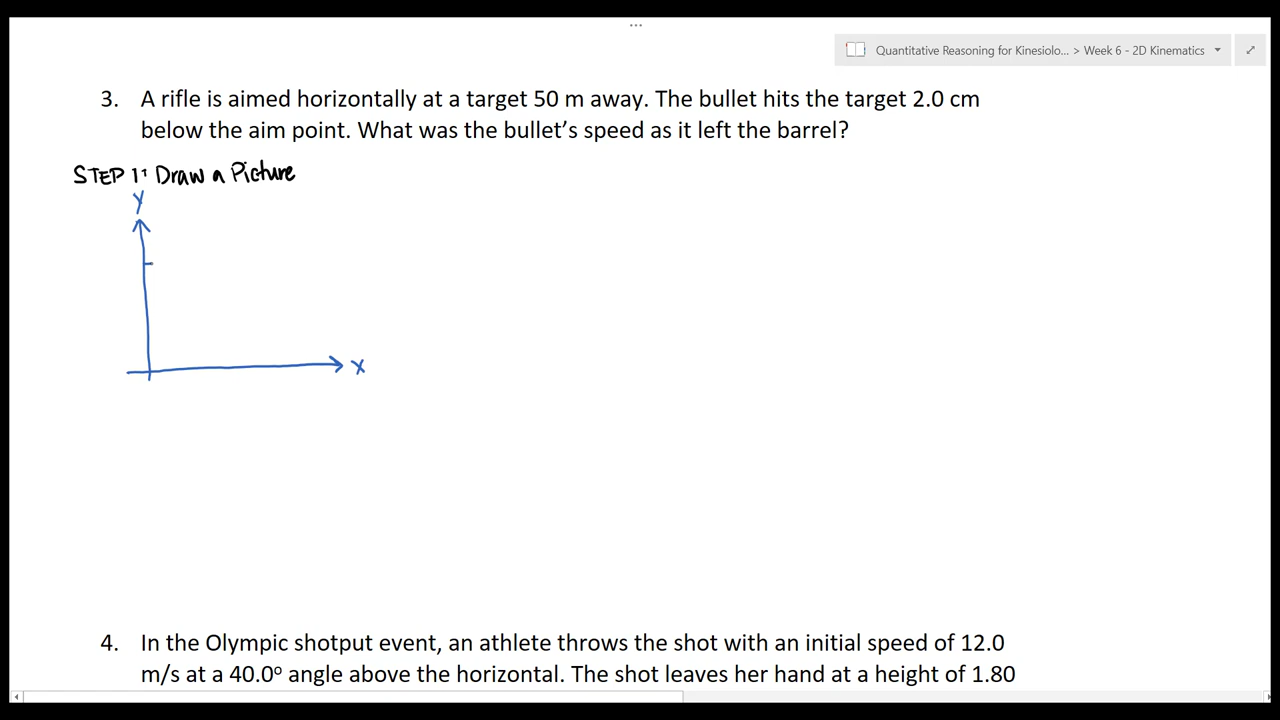 ...
Quantitative Reasoning for Kinesiolo... > Week 6 - 2D Kinematics
3. A rifle is aimed horizontally at a target 50 m away. The bullet hits the target 2.0 cm
below the aim point. What was the bullet’s speed as it left the barrel?
STEP 1: Draw a Picture
Y
X
4. In the Olympic shotput event, an athlete throws the shot with an initial speed of 12.0
m/s at a 40.0º angle above the horizontal. The shot leaves her hand at a height of 1.80